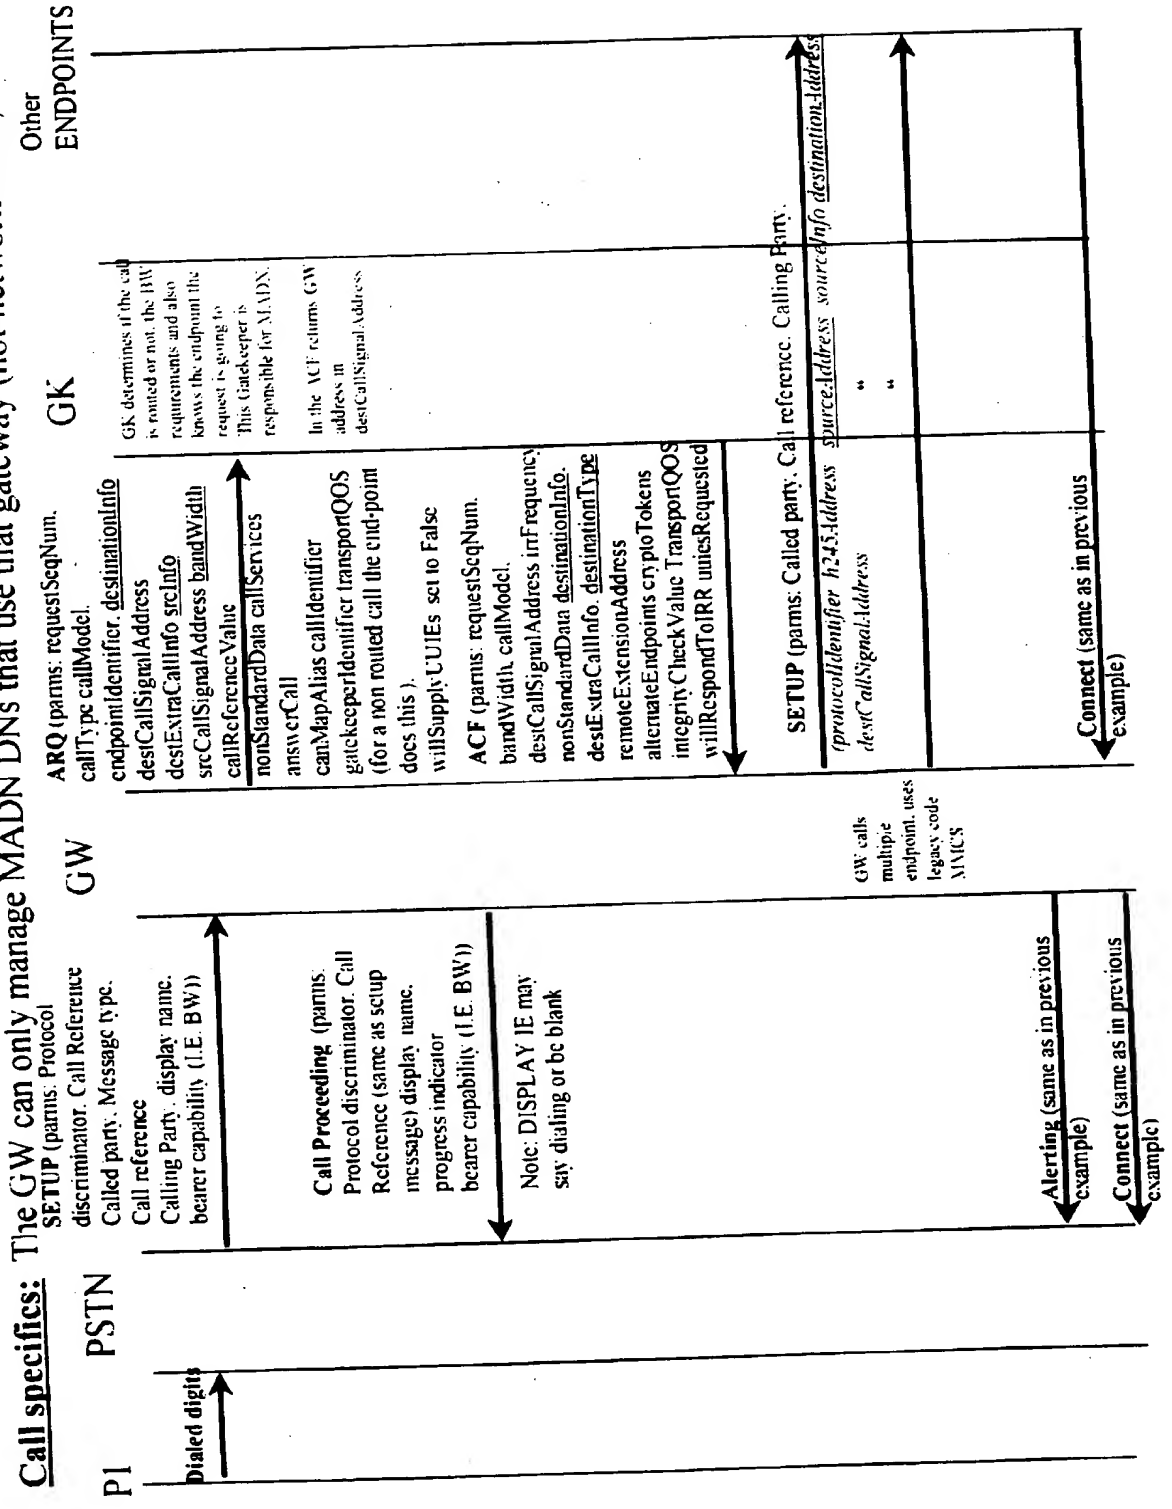 Call specifics: The GW can only manage MADN DNs that use that gateway (not
P1
PSTN
GW
GK
Other
ENDPOINTS
Dialed digits
SETUP (parms: Protocol
discriminator. Call Reference
Called party. Message type.
Call reference
Calling Party. display name.
bearer capability (I.E. BW))
Call Proceeding (parms:
Protocol discriminator. Call
Reference (same as setup
message) display name.
progress indicator
bearer capability (I.E. BW))
Note: DISPLAY IE may
say dialing or be blank
Alerting (same as in previous
example)
Connect (same as in previous
example)
ARQ (parms: requestSeqNum.
callType callModel.
endpointIdentifier. destinationInfo
destCallSignalAddress
destExtraCallInfo srcInfo.
srcCallSignalAddress bandWidth
callReferenceValue
nonStandardData callServices
answerCall
canMapAlias callIdentifier
gatekeeperIdentifier transportQOS
(for a non routed call the end-point
does this ).
willSupplyUUIEs set to False
ACF (parms: requestSeqNum.
bandWidth. callModel.
destCallSignalAddress irrFrequency
nonStandardData destinationInfo.
destExtraCallInfo. destinationType
remoteExtensionAddress
alternateEndpoints cryptoTokens
integrityCheckValue TransportQOS
willRespondToIRR uuiesRequested
GK determines if the call
is routed or not. the BW
requirements and also
knows the endpoint the
request is going to
This Gatekeeper is
responsible for MADN.
In the ACF returns GW
address in
destCallSignalAddress
SETUP (parms: Called party. Call reference. Calling Party.
(protocolIdentifier h245Address sourceAddress sourceInfo destinationAddress
destCallSignalAddress
“
“
GW calls
multiple
endpoint. uses
legacy code
MMCS
Connect (same as in previous
example)